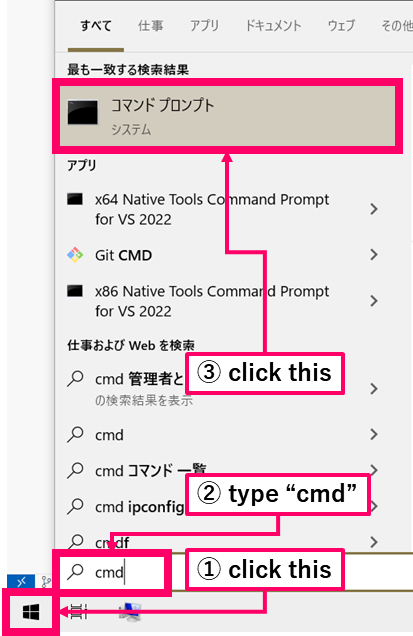 すべて 仕事 アプリ ドキュメント ウェブ その他
最も一致する検索結果
コマンド プロンプト
システム
アプリ
x64 Native Tools Command Prompt
for VS 2022
Git CMD
x86 Native Tools Command Prompt
for VS 2022
仕事および Web を検索
③ click this
cmd 管理者と
の検索結果を表示
cmd
cmd コマンド 一覧
② type “cmd”
cmd ipconfig
cmdf
① click this
cmd